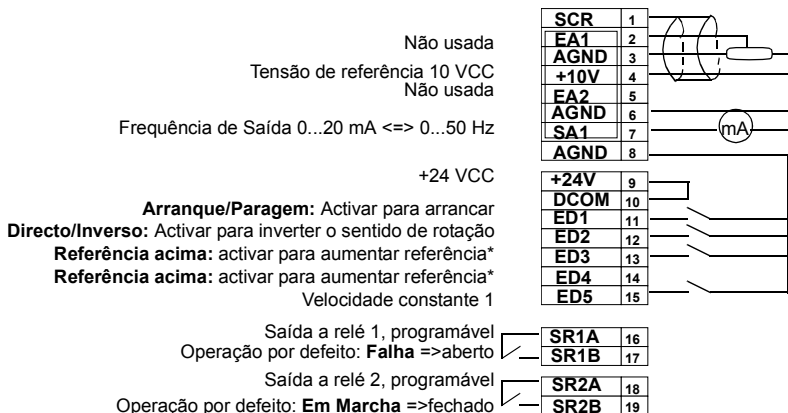 SCR 1
Não usada EA1 2
AGND 3
Tensão de referência 10 VCC +10V 4
Não usada EA2 5
AGND 6
Frequência de Saída 0...20 mA <=> 0...50 Hz SA1 7 mA
AGND 8
+24 VCC +24V 9
DCOM 10
Arranque/Paragem: Activar para arrancar ED1 11
Directo/Inverso: Activar para inverter o sentido de rotação ED2 12
Referência acima: activar para aumentar referência* ED3 13
Referência acima: activar para aumentar referência* ED4 14
Velocidade constante 1 ED5 15
Saída a relé 1, programável SR1A 16
Operação por defeito: Falha =>aberto SR1B 17
Saída a relé 2, programável SR2A 18
Operação por defeito: Em Marcha =>fechado SR2B 19